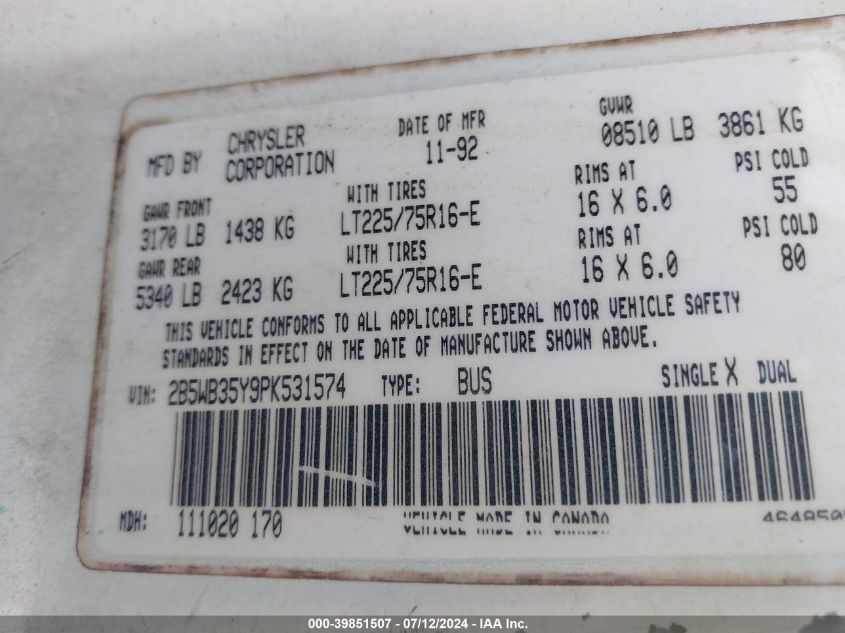 MFD BY CHRYSLER CORPORATION DATE OF MFR 11-92 GVWR 08510 LB 3861 KG
GAWR FRONT WITH TIRES RIMS AT PSI COLD
3170 LB 1438 KG LT225/75R16-E 16 X 6.0 55
GAWR REAR WITH TIRES RIMS AT PSI COLD
5340 LB 2423 KG LT225/75R16-E 16 X 6.0 80
THIS VEHICLE CONFORMS TO ALL APPLICABLE FEDERAL MOTOR VEHICLE SAFETY
STANDARDS IN EFFECT ON THE DATE OF MANUFACTURE SHOWN ABOVE.
VIN: 2B5WB35Y9PK531574 TYPE: BUS SINGLE X DUAL
MDH: 111020 170 VEHICLE MADE IN CANADA
000-39851507 / 07/12/2024 - IAA Inc.